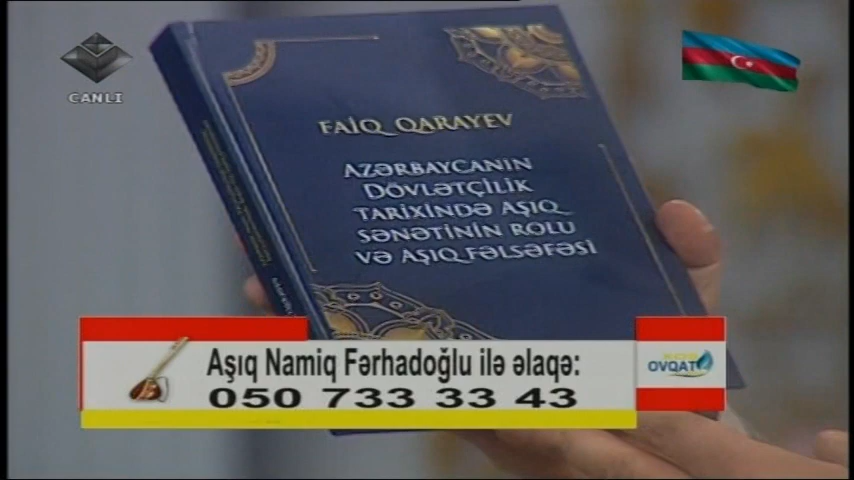 CANLI
FAİQ QARAYEV
AZƏRBAYCANIN
DÖVLƏTÇİLİK
TARİXİNDƏ AŞIQ
SƏNƏTİNİN ROLU
VƏ AŞIQ FƏLSƏFƏSİ
Aşıq Namiq Fərhadoğlu ilə əlaqə:
050 733 33 43
OVQAT